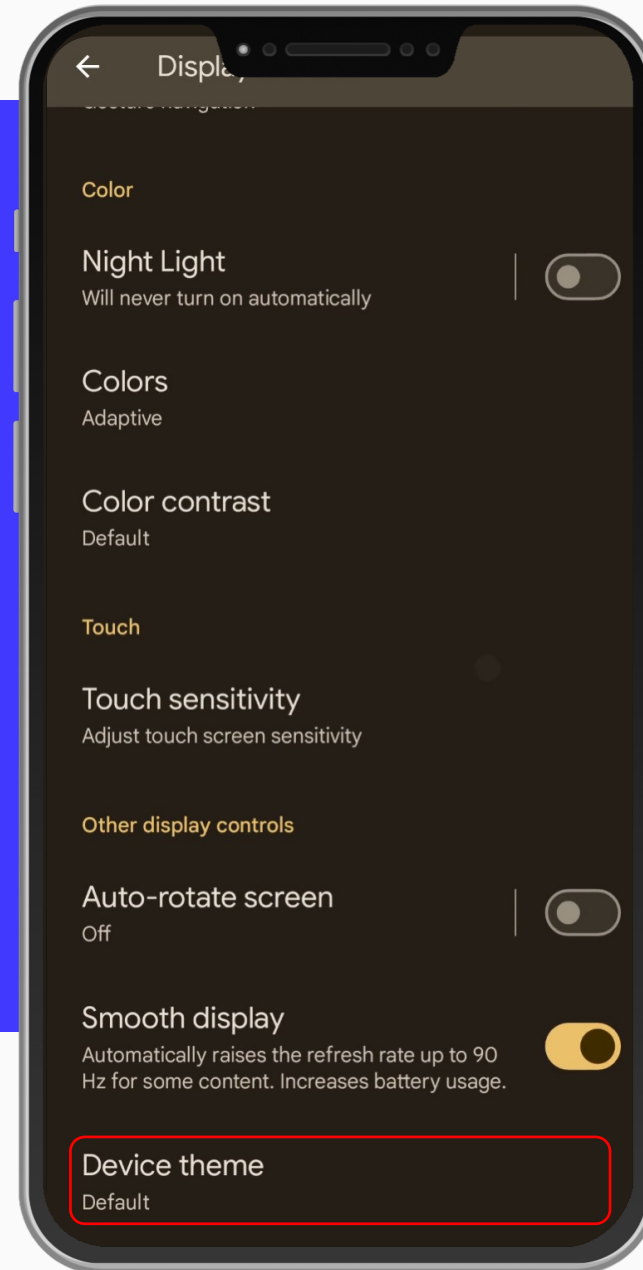 Display
Color
Night Light
Will never turn on automatically
Colors
Adaptive
Color contrast
Default
Touch
Touch sensitivity
Adjust touch screen sensitivity
Other display controls
Auto-rotate screen
Off
Smooth display
Automatically raises the refresh rate up to 90
Hz for some content. Increases battery usage.
Device theme
Default